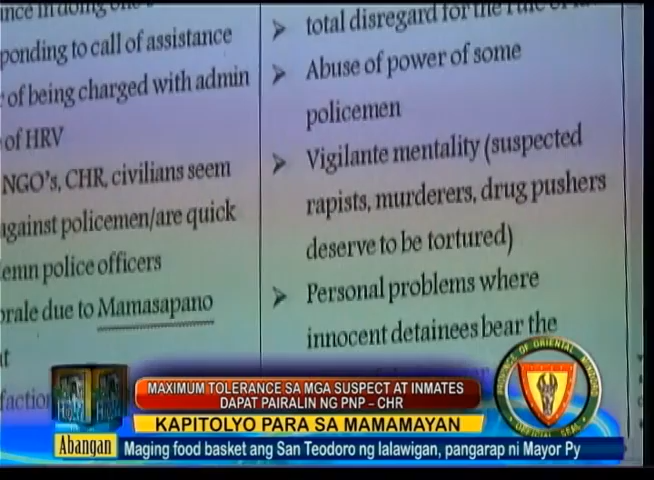 ponding to call of assistance
of being charged with admin
of HRV
NGO's, CHR, civilians seem
against policemen/are quick
police officers
due to Mamasapano
total disregard for the
➢ Abuse of power of some
policemen
➢ Vigilante mentality (suspected
rapists, murderers, drug pushers
deserve to be tortured)
➢ Personal problems where
innocent detainees bear the
MAXIMUM TOLERANCE SA MGA SUSPECT AT INMATES
DAPAT PAIRALIN NG PNP – CHR
KAPITOLYO PARA SA MAMAMAYAN
Abangan Maging food basket ang San Teodoro ng lalawigan, pangarap ni Mayor Py
PROVINCE OF ORIENTAL MINDORO
OFFICIAL SEAL